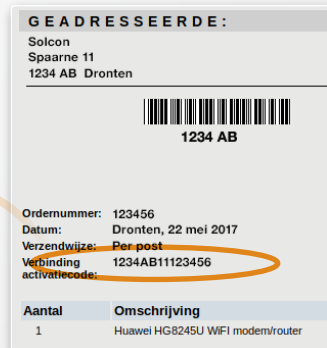 GEADRESSEERDE:
Solcon
Spaarne 11
1234 AB Dronten
1234 AB
Ordernummer: 123456
Datum: Dronten, 22 mei 2017
Verzendwijze: Per post
Verbinding 1234AB11123456
activatiecode:
Aantal Omschrijving
1 Huawei HG8245U WiFI modem/router